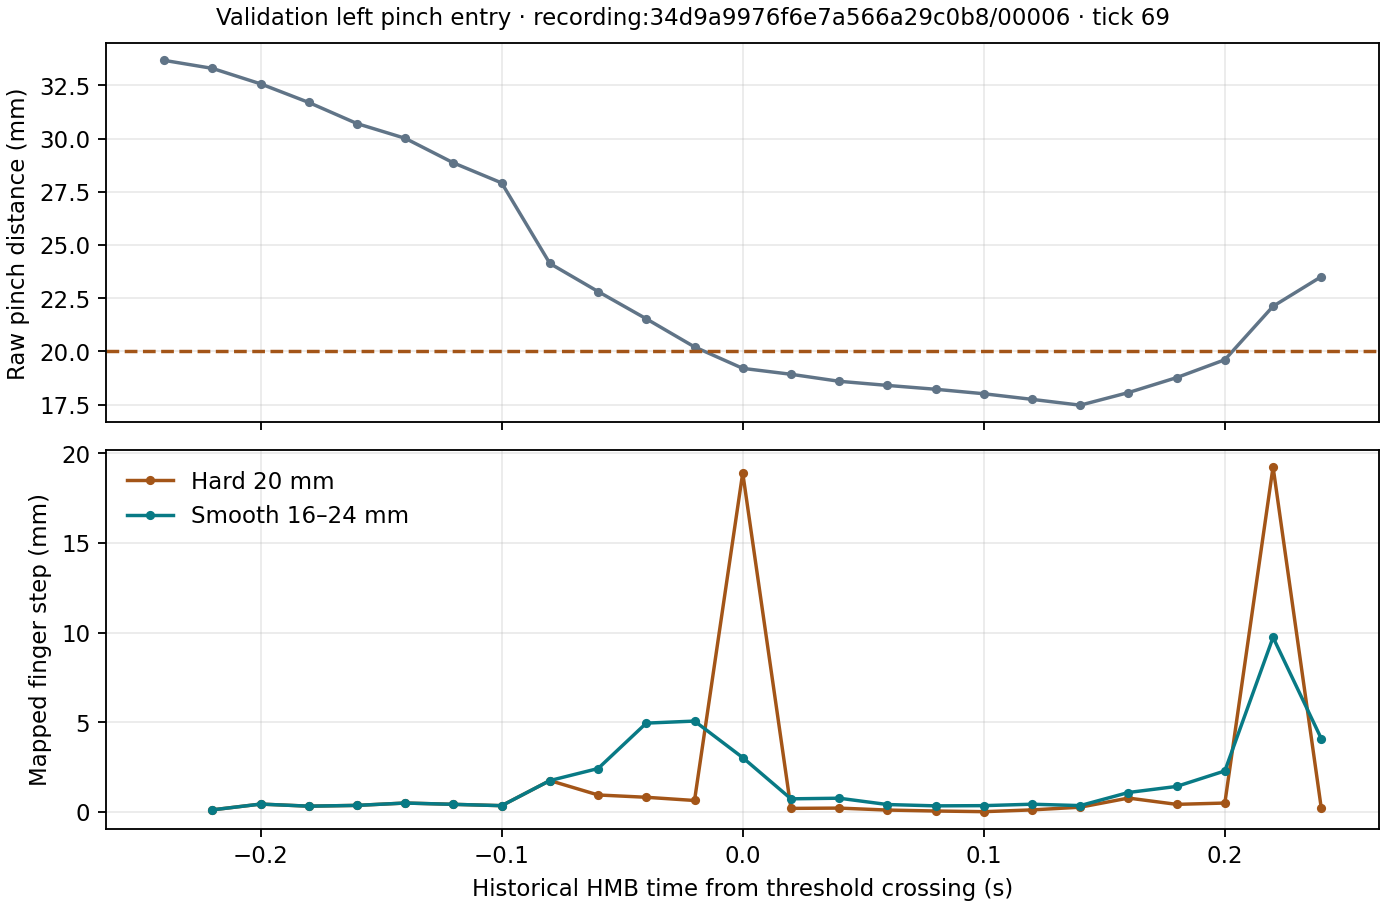 Validation left pinch entry · recording:34d9a9976f6e7a566a29c0b8/00006 · tick 69
Raw pinch distance (mm)
32.5
30.0
27.5
25.0
22.5
20.0
17.5
Mapped finger step (mm)
20
15
10
5
0
Hard 20 mm
Smooth 16–24 mm
−0.2
−0.1
0.0
0.1
0.2
Historical HMB time from threshold crossing (s)